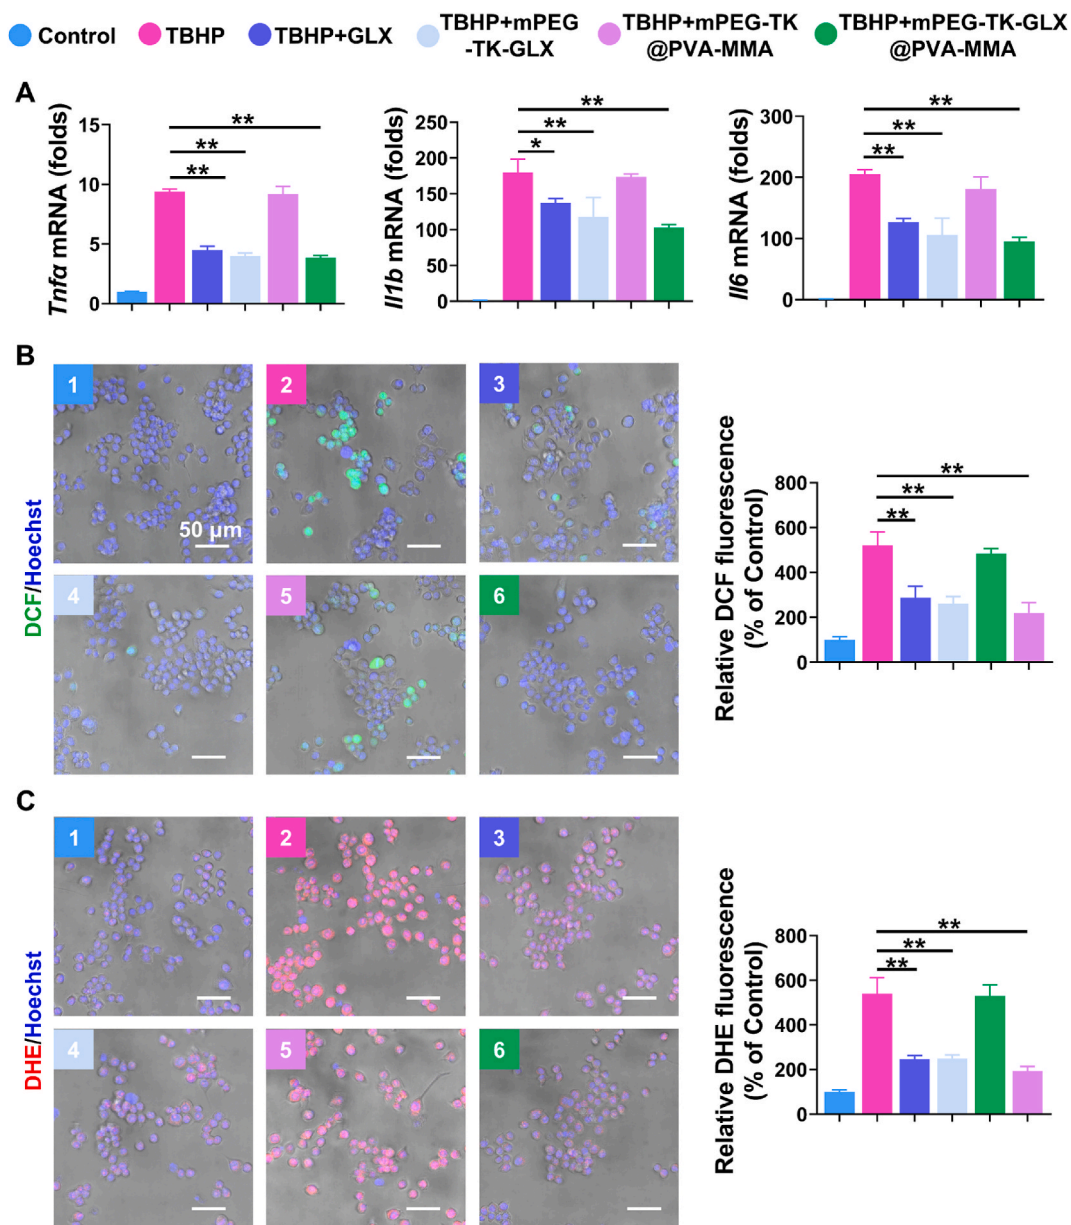 Control
TBHP
TBHP+GLX
TBHP+mPEG
-TK-GLX
TBHP+mPEG-TK
@PVA-MMA
TBHP+mPEG-TK-GLX
@PVA-MMA
A
Tnfα mRNA (folds)
15
10
5
0
**
**
**
Il1b mRNA (folds)
250
200
150
100
50
0
**
**
*
Il6 mRNA (folds)
300
200
100
0
**
**
**
B
DCF/Hoechst
1
50 µm
2
3
4
5
6
Relative DCF fluorescence
(% of Control)
800
600
400
200
0
**
**
**
C
DHE/Hoechst
1
2
3
4
5
6
Relative DHE fluorescence
(% of Control)
800
600
400
200
0
**
**
**